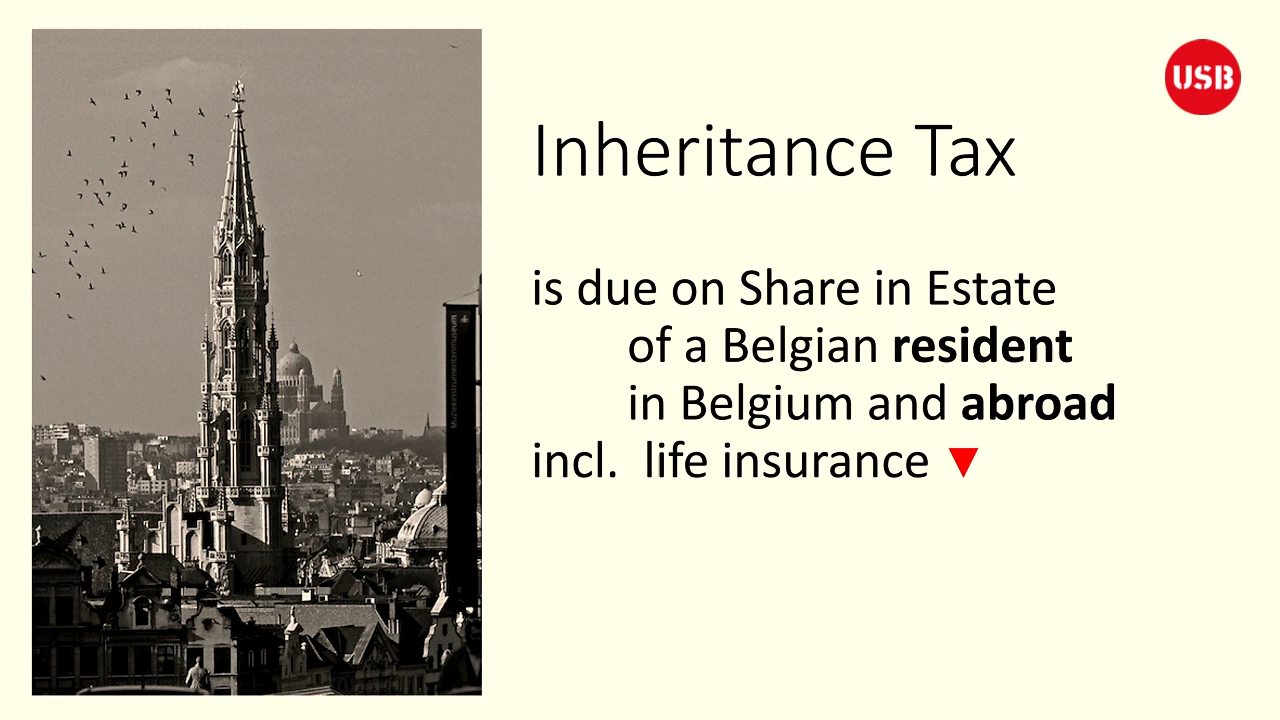 USB
Inheritance Tax
is due on Share in Estate
of a Belgian resident
in Belgium and abroad
incl. life insurance ▼
Muziekinstrumentenmuseum